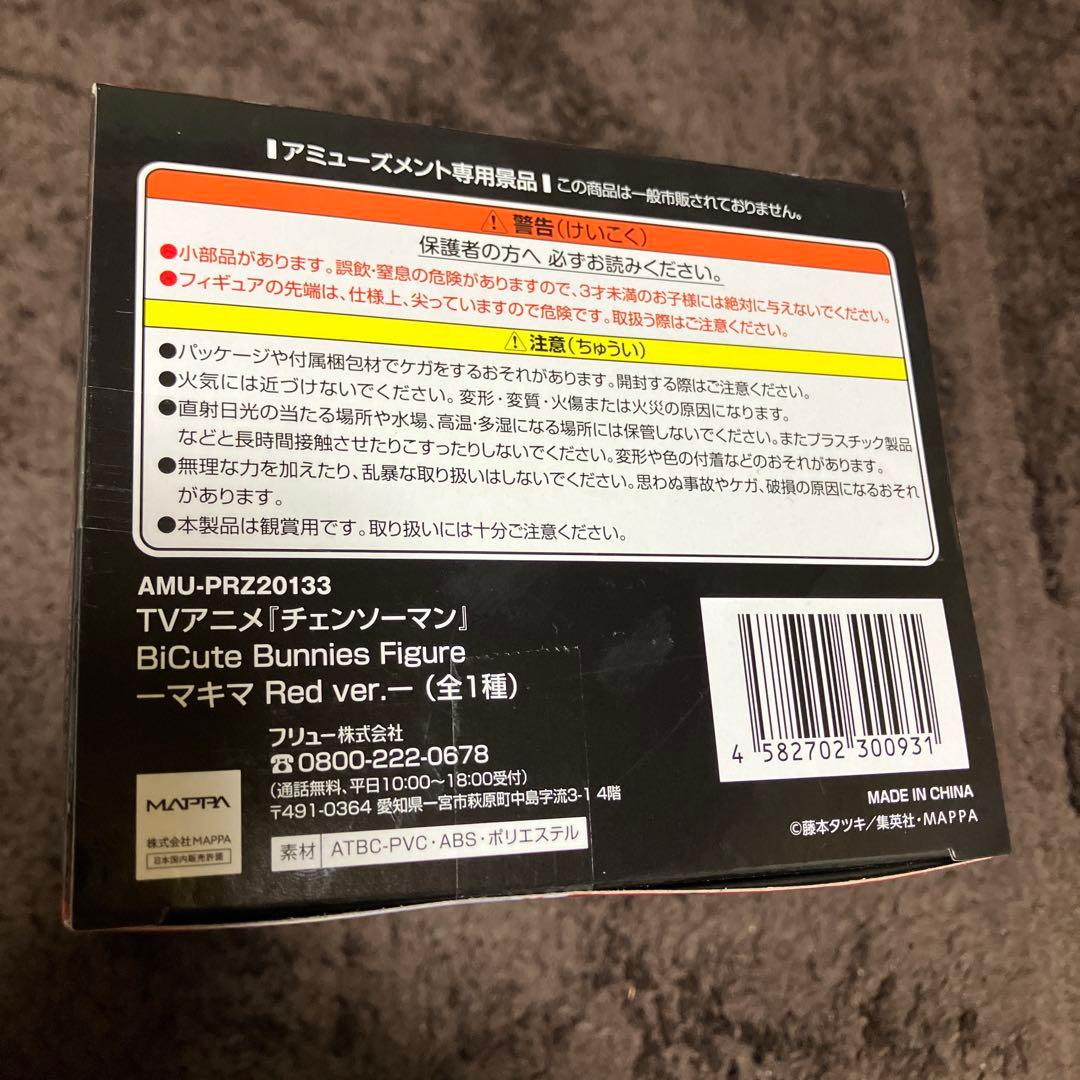 アミューズメント専用景品 この商品は一般市販されておりません。
⚠警告(けいこく)
保護者の方へ 必ずお読みください。
●小部品があります。誤飲・窒息の危険がありますので、3才未満のお子様には絶対に与えないでください。
●フィギュアの先端は、仕様上、尖っていますので危険です。取扱う際はご注意ください。
⚠注意(ちゅうい)
●パッケージや付属梱包材でケガをするおそれがあります。開封する際はご注意ください。
●火気には近づけないでください。変形・変質・火傷または火災の原因になります。
●直射日光の当たる場所や水場、高温・多湿になる場所には保管しないでください。またプラスチック製品
などと長時間接触させたりこすったりしないでください。変形や色の付着などのおそれがあります。
●無理な力を加えたり、乱暴な取り扱いはしないでください。思わぬ事故やケガ、破損の原因になるおそれ
があります。
●本製品は観賞用です。取り扱いには十分ご注意ください。
AMU-PRZ20133
TVアニメ『チェンソーマン』
BiCute Bunnies Figure
ーマキマ Red ver.ー(全1種)
フリュー株式会社
☎0800-222-0678
(通話無料、平日10:00〜18:00受付)
〒491-0364 愛知県一宮市萩原町中島字流3-1 4階
素材 ATBC-PVC・ABS・ポリエステル
MAPPA
株式会社MAPPA
日本国内販売許諾
4 582702 300931
MADE IN CHINA
©藤本タツキ/集英社・MAPPA